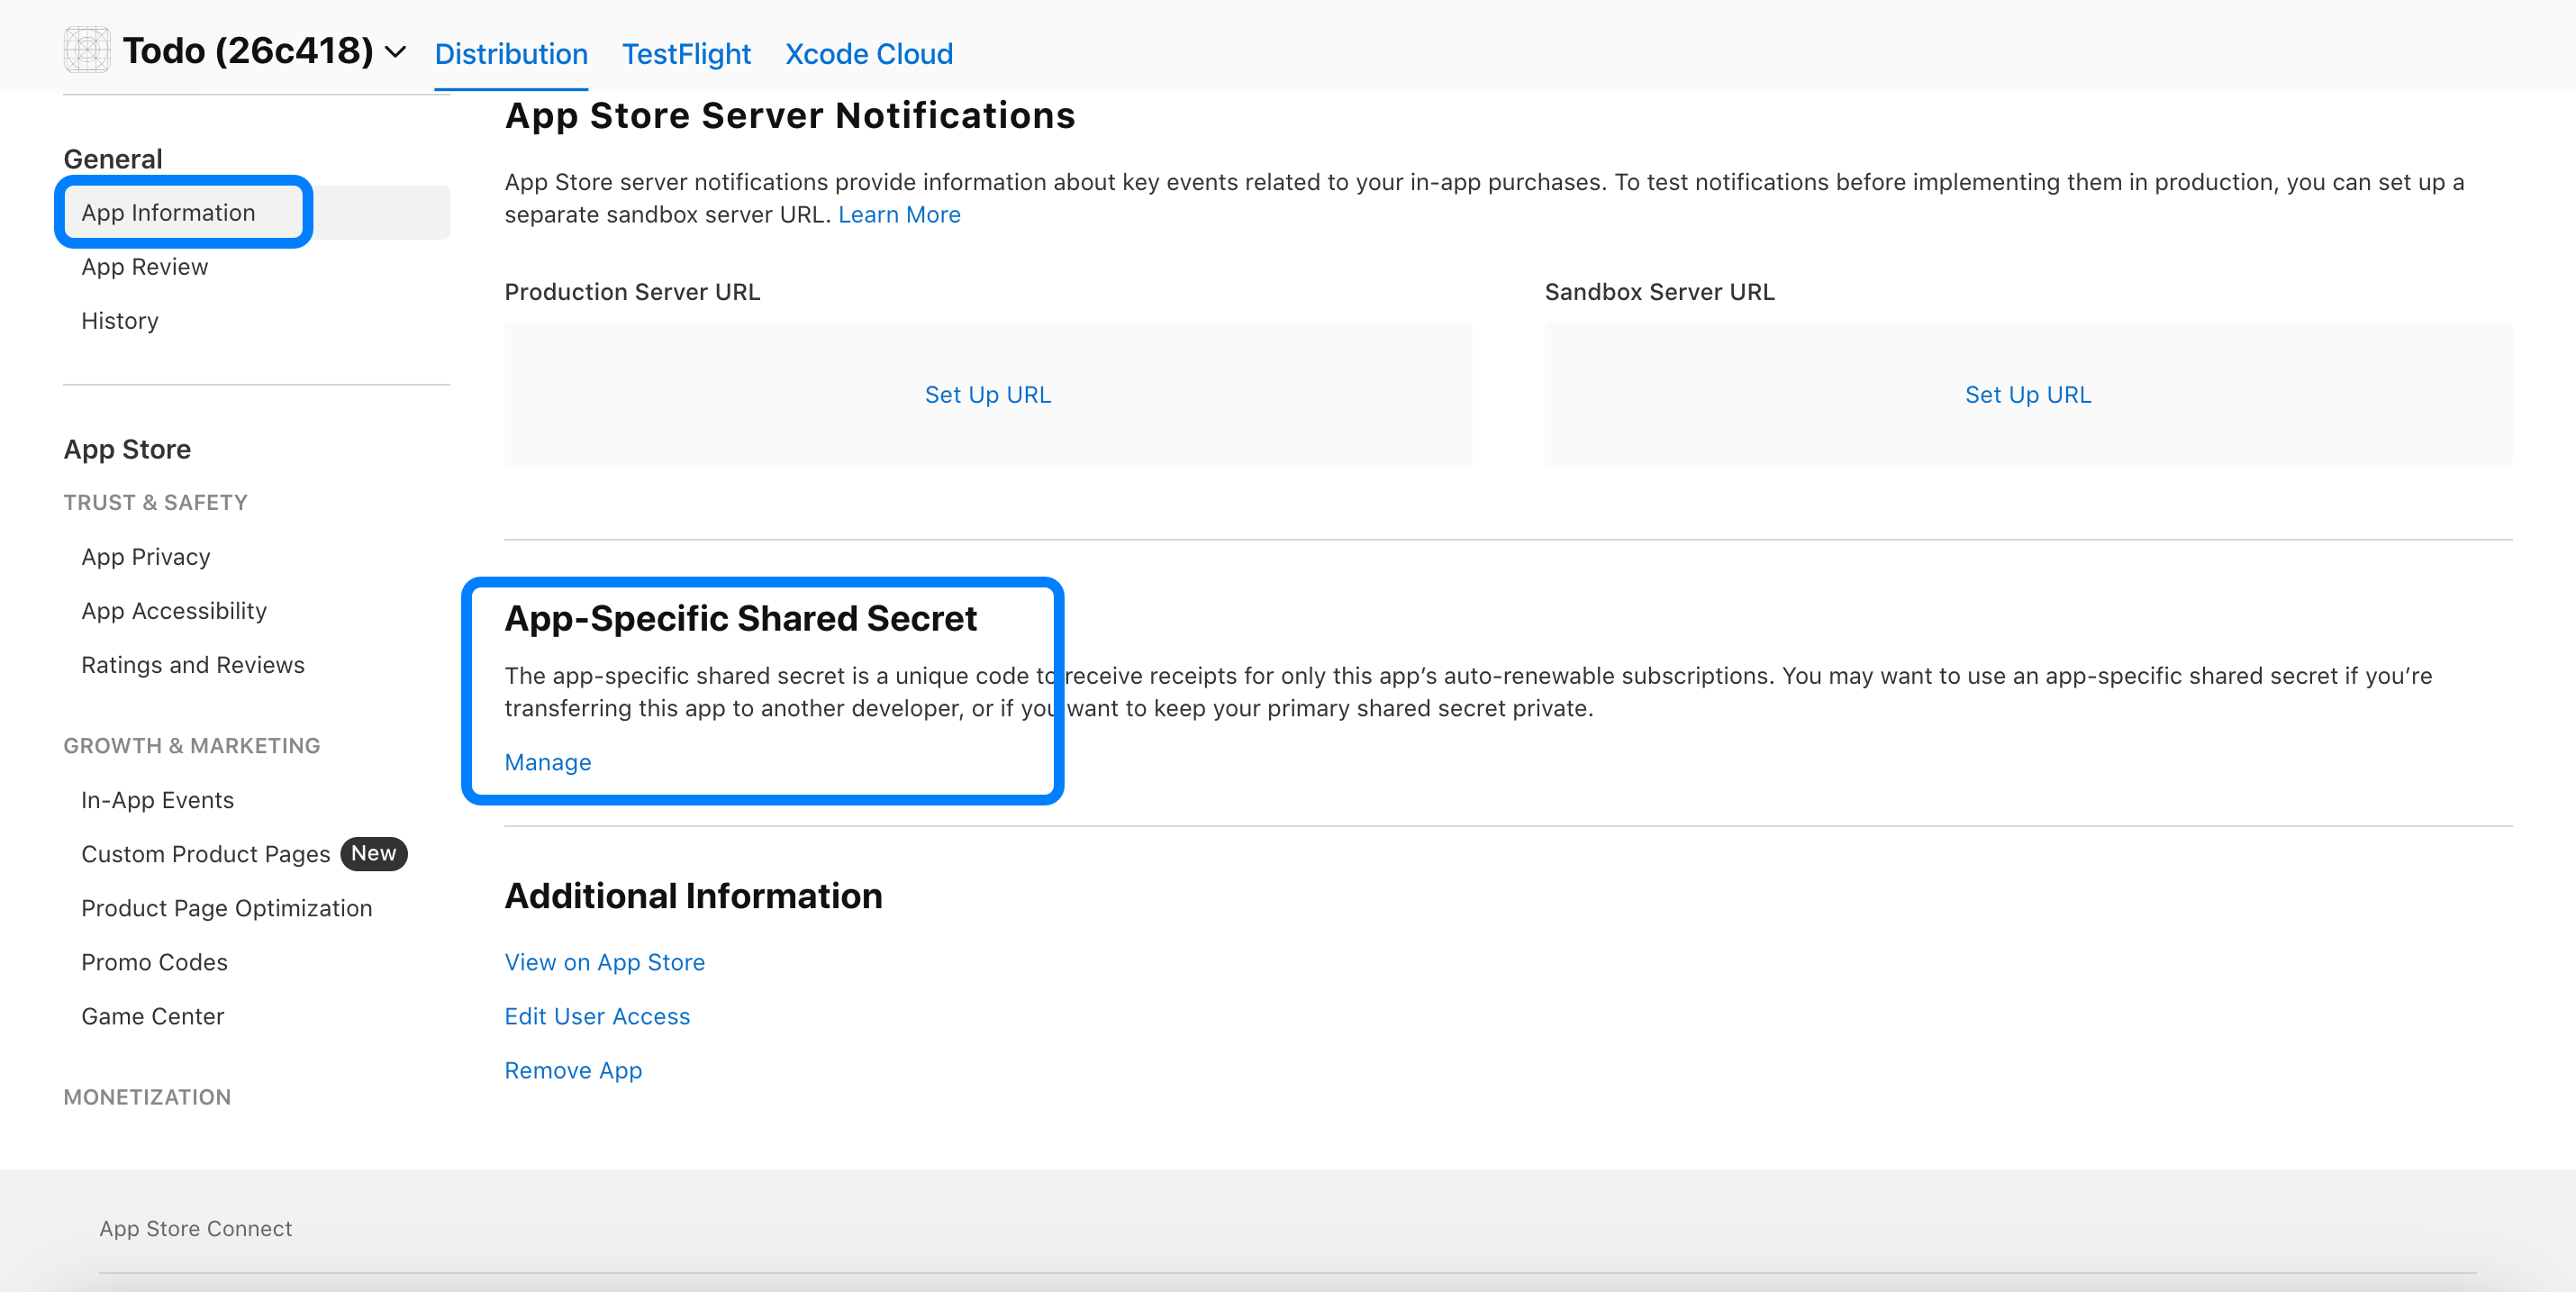 Todo (26c418)
Distribution
TestFlight
Xcode Cloud
General
App Information
App Review
History
App Store
TRUST & SAFETY
App Privacy
App Accessibility
Ratings and Reviews
GROWTH & MARKETING
In-App Events
Custom Product Pages New
Product Page Optimization
Promo Codes
Game Center
MONETIZATION
App Store Server Notifications
App Store server notifications provide information about key events related to your in-app purchases. To test notifications before implementing them in production, you can set up a
separate sandbox server URL. Learn More
Production Server URL
Set Up URL
Sandbox Server URL
Set Up URL
App-Specific Shared Secret
The app-specific shared secret is a unique code to receive receipts for only this app’s auto-renewable subscriptions. You may want to use an app-specific shared secret if you’re
transferring this app to another developer, or if you want to keep your primary shared secret private.
Manage
Additional Information
View on App Store
Edit User Access
Remove App
App Store Connect